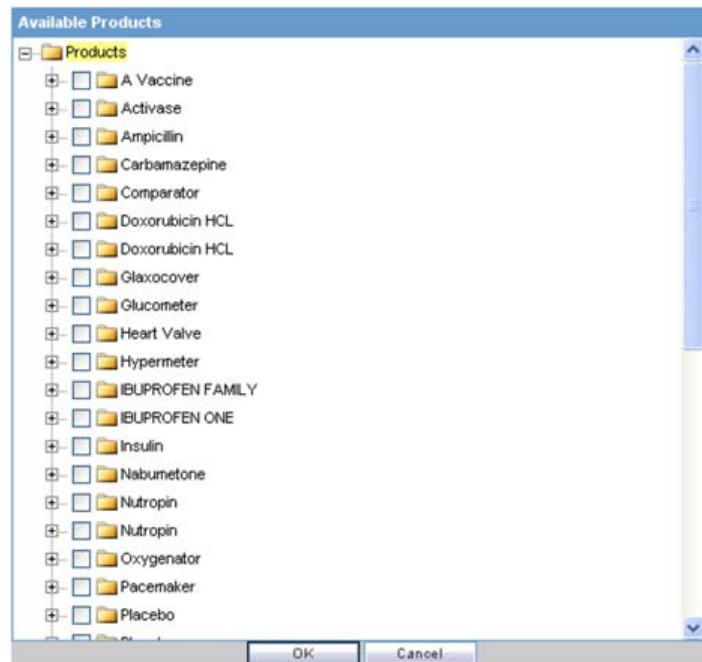 Available Products
Products
A Vaccine
Activase
Ampicillin
Carbamazepine
Comparator
Doxorubicin HCL
Doxorubicin HCL
Glaxocover
Glucometer
Heart Valve
Hypermeter
IBUPROFEN FAMILY
IBUPROFEN ONE
Insulin
Nabumetone
Nutropin
Nutropin
Oxygenator
Pacemaker
Placebo
OK Cancel